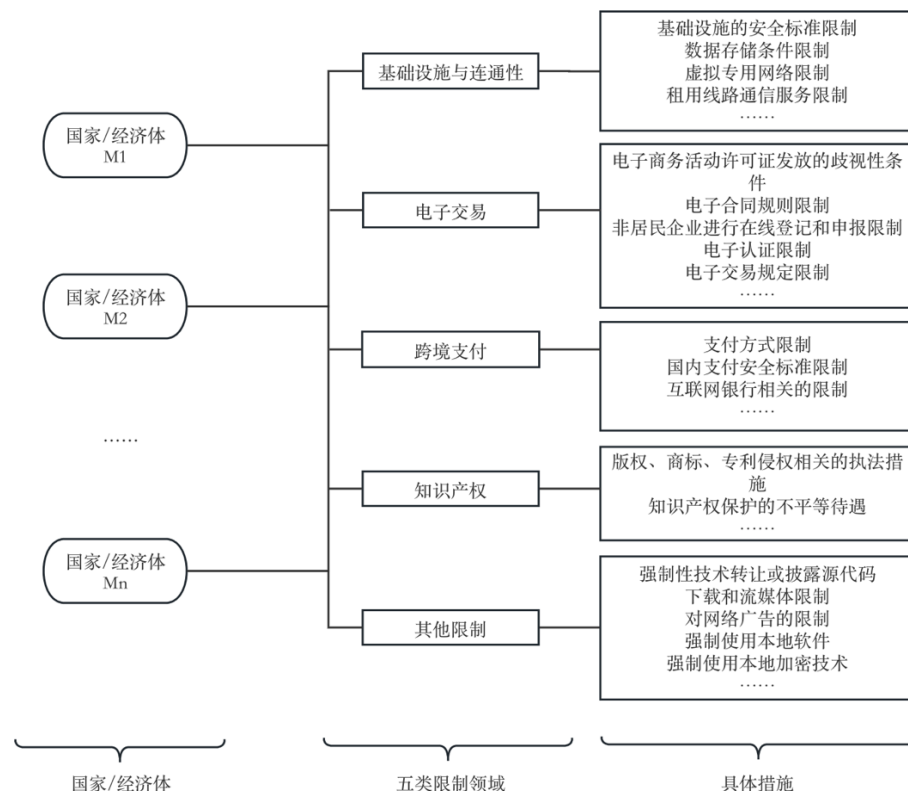 国家/经济体
M1
国家/经济体
M2
……
国家/经济体
Mn
国家/经济体
基础设施与连通性
电子交易
跨境支付
知识产权
其他限制
五类限制领域
基础设施的安全标准限制
数据存储条件限制
虚拟专用网络限制
租用线路通信服务限制
……
电子商务活动许可证发放的歧视性条
件
电子合同规则限制
非居民企业进行在线登记和申报限制
电子认证限制
电子交易规定限制
……
支付方式限制
国内支付安全标准限制
互联网银行相关的限制
……
版权、商标、专利侵权相关的执法措
施
知识产权保护的不平等待遇
……
强制性技术转让或披露源代码
下载和流媒体限制
对网络广告的限制
强制使用本地软件
强制使用本地加密技术
……
具体措施